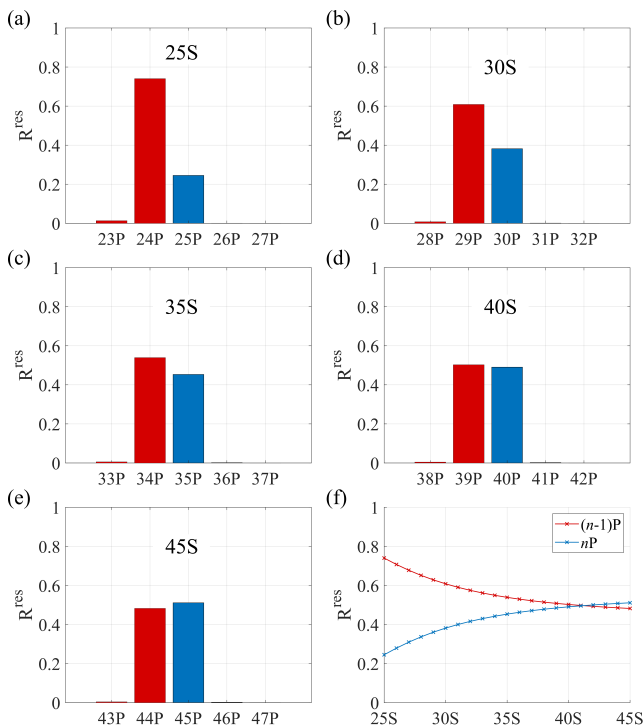 (a)
25S
R^res
1
0.8
0.6
0.4
0.2
0
23P 24P 25P 26P 27P
(b)
30S
R^res
1
0.8
0.6
0.4
0.2
0
28P 29P 30P 31P 32P
(c)
35S
R^res
1
0.8
0.6
0.4
0.2
0
33P 34P 35P 36P 37P
(d)
40S
R^res
1
0.8
0.6
0.4
0.2
0
38P 39P 40P 41P 42P
(e)
45S
R^res
1
0.8
0.6
0.4
0.2
0
43P 44P 45P 46P 47P
(f)
(n-1)P
nP
R^res
1
0.8
0.6
0.4
0.2
0
25S 30S 35S 40S 45S